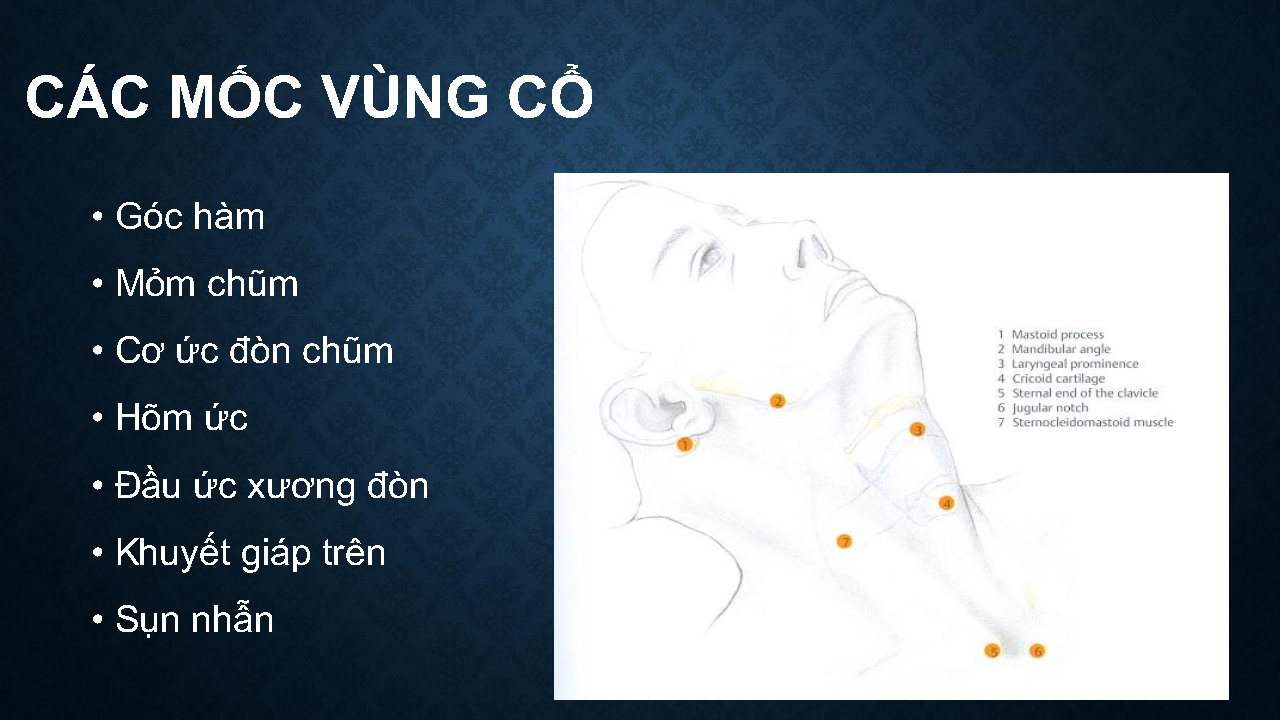 CÁC MỐC VÙNG CỔ
• Góc hàm
• Mỏm chũm
• Cơ ức đòn chũm
• Hõm ức
• Đầu ức xương đòn
• Khuyết giáp trên
• Sụn nhẫn
1 Mastoid process
2 Mandibular angle
3 Laryngeal prominence
4 Cricoid cartilage
5 Sternal end of the clavicle
6 Jugular notch
7 Sternocleidomastoid muscle
2
3
1
4
7
5
6